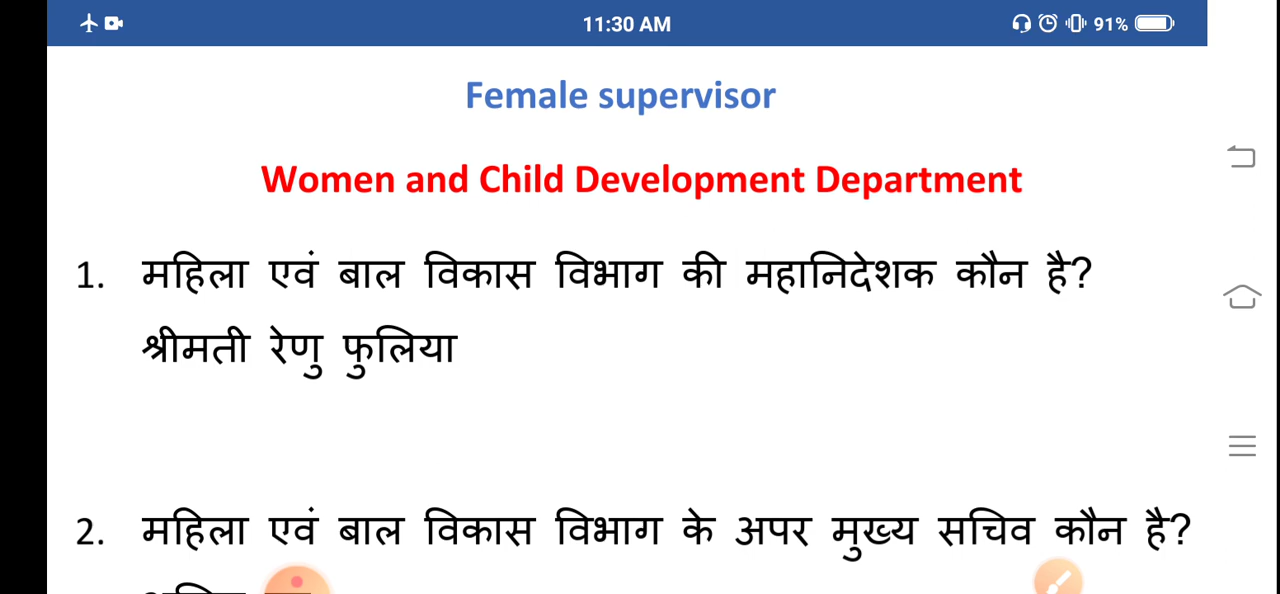 11:30 AM
91%
Female supervisor
Women and Child Development Department
1. महिला एवं बाल विकास विभाग की महानिदेशक कौन है?
श्रीमती रेणु फुलिया
2. महिला एवं बाल विकास विभाग के अपर मुख्य सचिव कौन है?